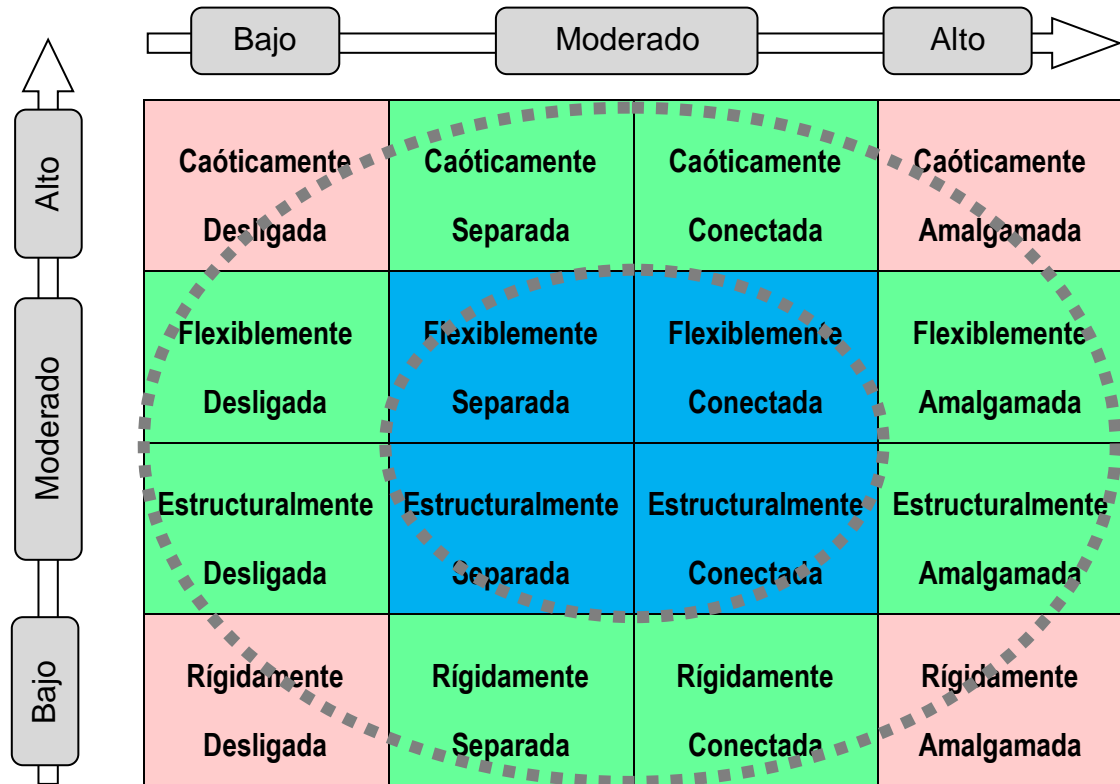 Bajo Moderado Alto
Alto
Caóticamente Caóticamente Caóticamente Caóticamente
Desligada Separada Conectada Amalgamada
Moderado
Flexiblemente Flexiblemente Flexiblemente Flexiblemente
Desligada Separada Conectada Amalgamada
Estructuralmente Estructuralmente Estructuralmente Estructuralmente
Desligada Separada Conectada Amalgamada
Bajo
Rígidamente Rígidamente Rígidamente Rígidamente
Desligada Separada Conectada Amalgamada